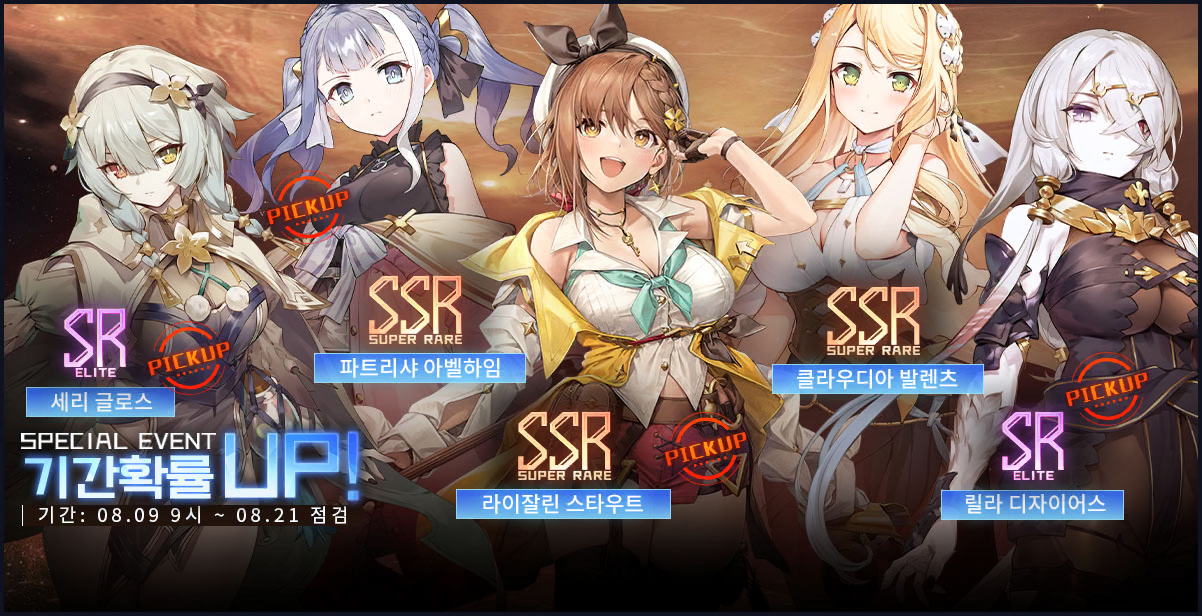 PICKUP
SSR
SUPER RARE
파트리샤 아벨하임
SR
ELITE
PICKUP
세리 글로스
SSR
SUPER RARE
클라우디아 발렌츠
SSR
SUPER RARE
PICKUP
라이잘린 스타우트
PICKUP
SR
ELITE
릴라 디자이어스
SPECIAL EVENT
기간확률 UP!
기간: 08.09 9시 ~ 08.21 점검